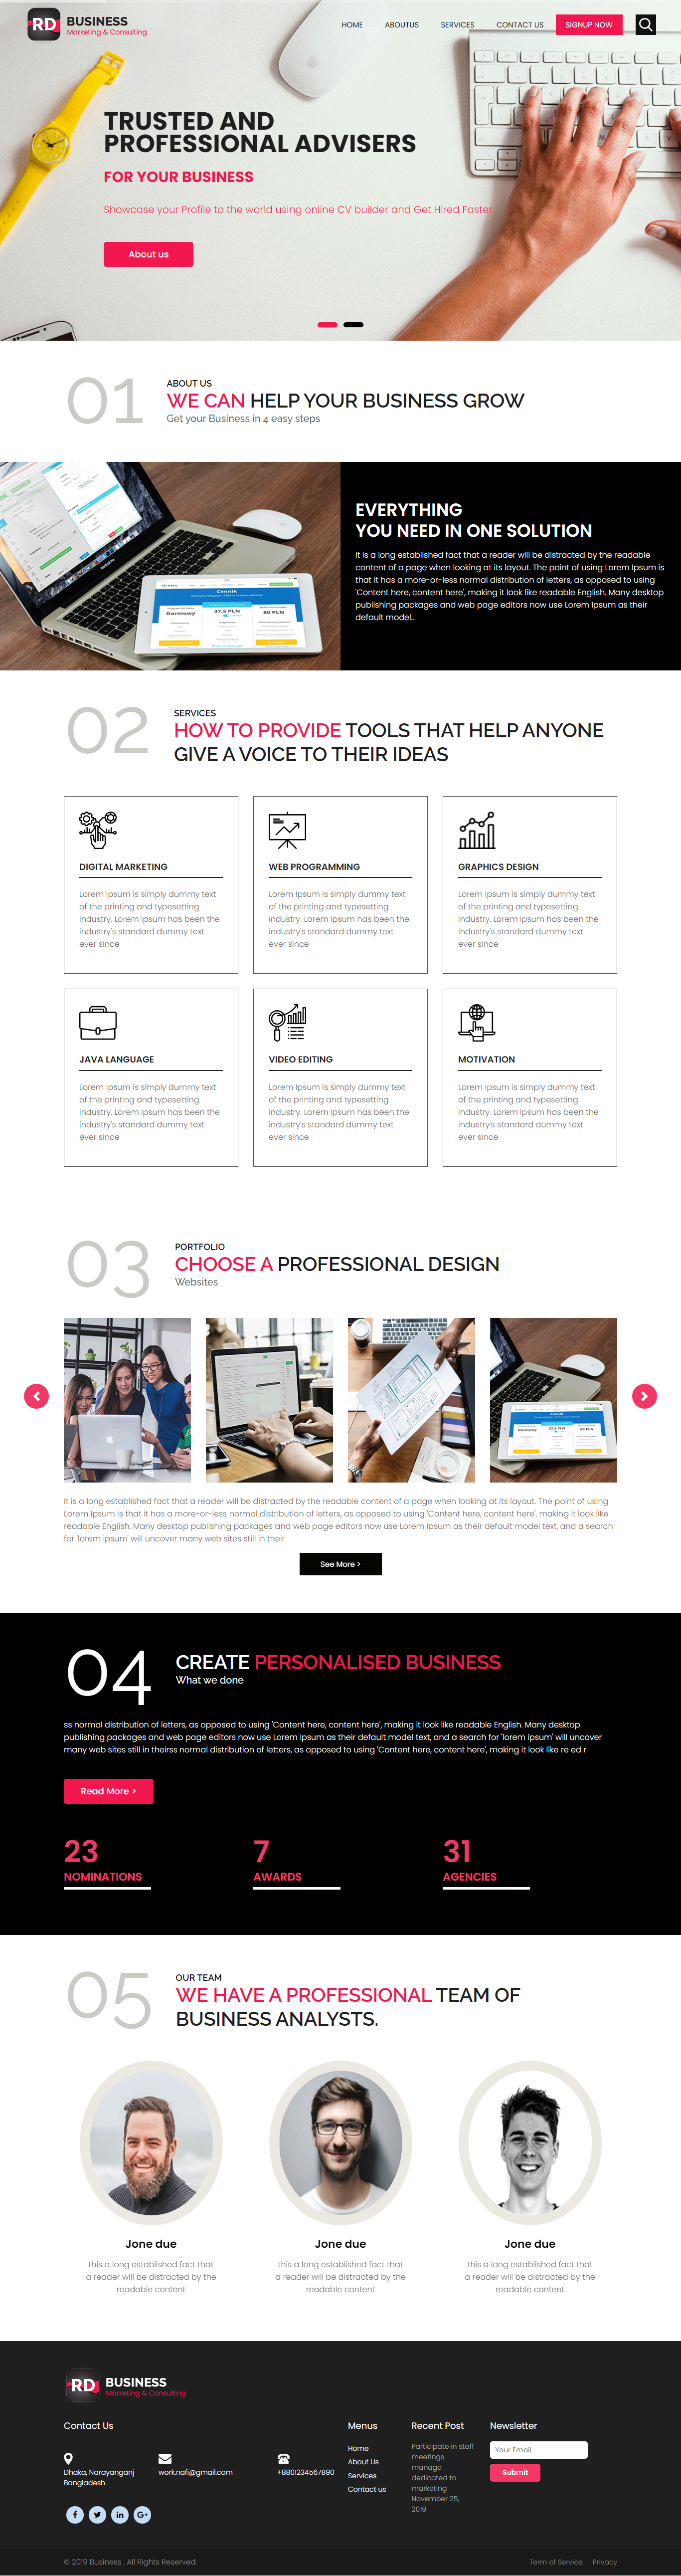 RD BUSINESS
Marketing & Consulting
HOME ABOUTUS SERVICES CONTACT US SIGNUP NOW
TRUSTED AND
PROFESSIONAL ADVISERS
FOR YOUR BUSINESS
Showcase your Profile to the world using online CV builder and Get Hired Faster
About us
01
ABOUT US
WE CAN HELP YOUR BUSINESS GROW
Get your Business in 4 easy steps
EVERYTHING
YOU NEED IN ONE SOLUTION
It is a long established fact that a reader will be distracted by the readable
content of a page when looking at its layout. The point of using Lorem Ipsum is
that it has a more-or-less normal distribution of letters, as opposed to using
'Content here, content here', making it look like readable English. Many desktop
publishing packages and web page editors now use Lorem Ipsum as their
default model..
02
SERVICES
HOW TO PROVIDE TOOLS THAT HELP ANYONE
GIVE A VOICE TO THEIR IDEAS
DIGITAL MARKETING
Lorem Ipsum is simply dummy text
of the printing and typesetting
industry. Lorem Ipsum has been the
industry's standard dummy text
ever since
WEB PROGRAMMING
Lorem Ipsum is simply dummy text
of the printing and typesetting
industry. Lorem Ipsum has been the
industry's standard dummy text
ever since
GRAPHICS DESIGN
Lorem Ipsum is simply dummy text
of the printing and typesetting
industry. Lorem Ipsum has been the
industry's standard dummy text
ever since
JAVA LANGUAGE
Lorem Ipsum is simply dummy text
of the printing and typesetting
industry. Lorem Ipsum has been the
industry's standard dummy text
ever since
VIDEO EDITING
Lorem Ipsum is simply dummy text
of the printing and typesetting
industry. Lorem Ipsum has been the
industry's standard dummy text
ever since
MOTIVATION
Lorem Ipsum is simply dummy text
of the printing and typesetting
industry. Lorem Ipsum has been the
industry's standard dummy text
ever since
03
PORTFOLIO
CHOOSE A PROFESSIONAL DESIGN
Websites
It is a long established fact that a reader will be distracted by the readable content of a page when looking at its layout. The point of using
Lorem Ipsum is that it has a more-or-less normal distribution of letters, as opposed to using 'Content here, content here', making it look like
readable English. Many desktop publishing packages and web page editors now use Lorem Ipsum as their default model text, and a search
for 'lorem ipsum' will uncover many web sites still in their
See More >
04
CREATE PERSONALISED BUSINESS
What we done
ss normal distribution of letters, as opposed to using 'Content here, content here', making it look like readable English. Many desktop
publishing packages and web page editors now use Lorem Ipsum as their default model text, and a search for 'lorem ipsum' will uncover
many web sites still in theirss normal distribution of letters, as opposed to using 'Content here, content here', making it look like re ed r
Read More >
23
NOMINATIONS
7
AWARDS
31
AGENCIES
05
OUR TEAM
WE HAVE A PROFESSIONAL TEAM OF
BUSINESS ANALYSTS.
Jone due
this a long established fact that
a reader will be distracted by the
readable content
Jone due
this a long established fact that
a reader will be distracted by the
readable content
Jone due
this a long established fact that
a reader will be distracted by the
readable content
RD BUSINESS
Marketing & Consulting
Contact Us
Dhaka, Narayanganj
Bangladesh
work.nafi@gmail.com
+8801234567890
Menus
Home
About Us
Services
Contact us
Recent Post
Participate in staff
meetings
manage
dedicated to
marketing
November 25,
2019
Newsletter
Your Email
Submit
© 2019 Business . All Rights Reserved.
Term of Service Privacy